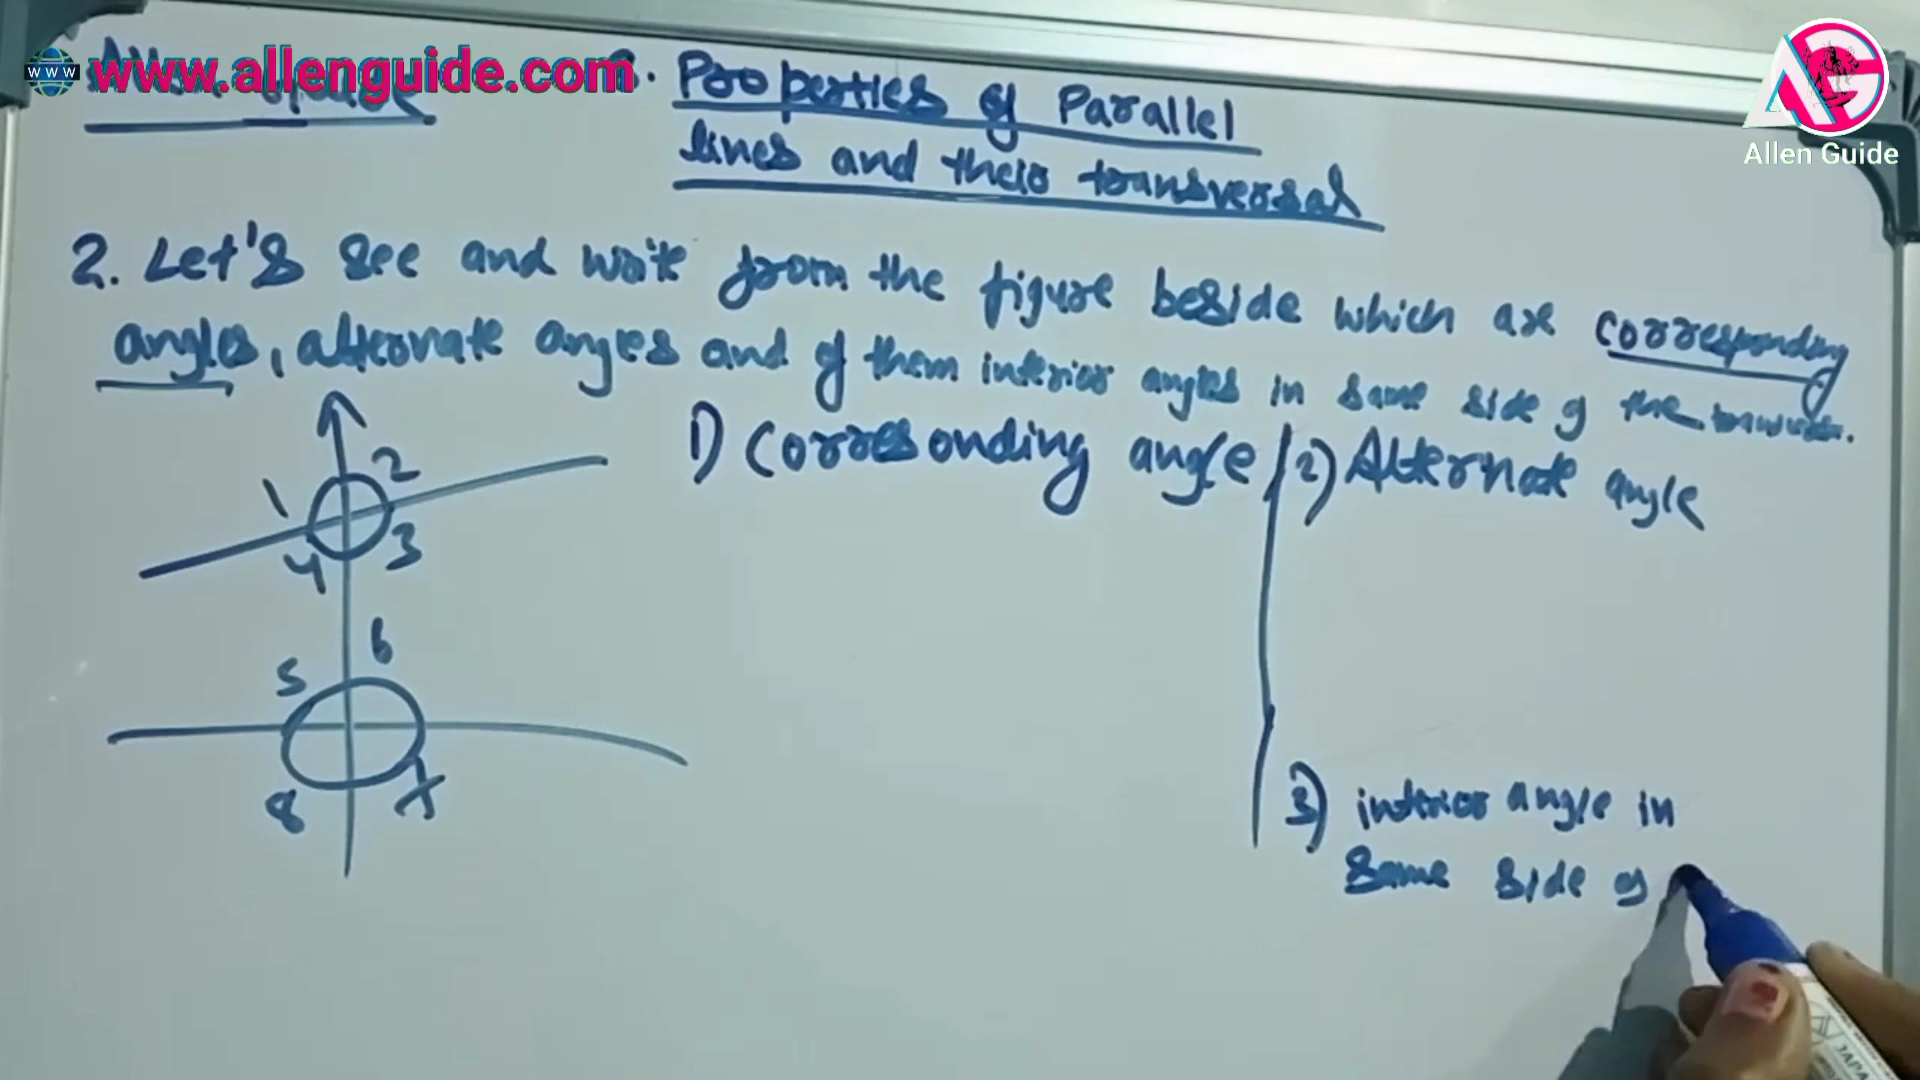 www.allenguide.com
Properties of Parallel
lines and their transversal
2. Let's see and write from the figure beside which are corresponding
angles, alternate angles and of them interior angles in same side of the
1) Corresonding angle
2) Alternate angle
1
2
4
3
5
6
8
7
3) interior angle in
same side of
WWW
Allen Guide
JAPA